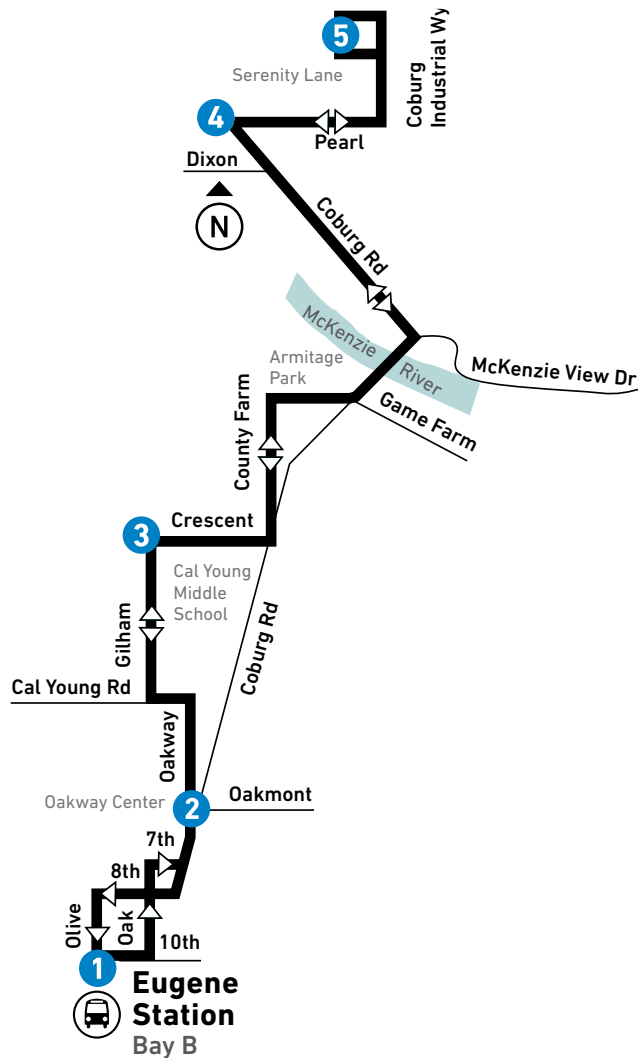 5
Serenity Lane
Coburg
Industrial Wy
4
Pearl
Dixon
N
Coburg Rd
McKenzie
River
McKenzie View Dr
Armitage
Park
Game Farm
County Farm
Crescent
3
Cal Young
Middle
School
Gilham
Coburg Rd
Cal Young Rd
Oakway
Oakway Center
2
Oakmont
7th
8th
Olive
Oak
10th
1
Eugene
Station
Bay B